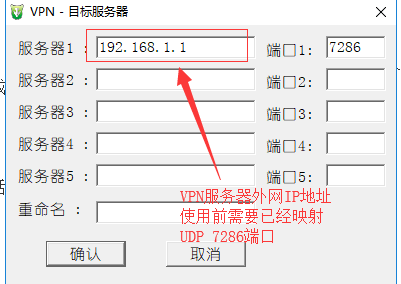 VPN - 目标服务器
服务器1 : 192.168.1.1 端口1: 7286
服务器2 : 端口2:
服务器3 : 端口3:
服务器4 : 端口4:
服务器5 : 端口5:
重命名 :
VPN服务器外网IP地址
使用前需要已经映射
UDP 7286端口
确认 取消